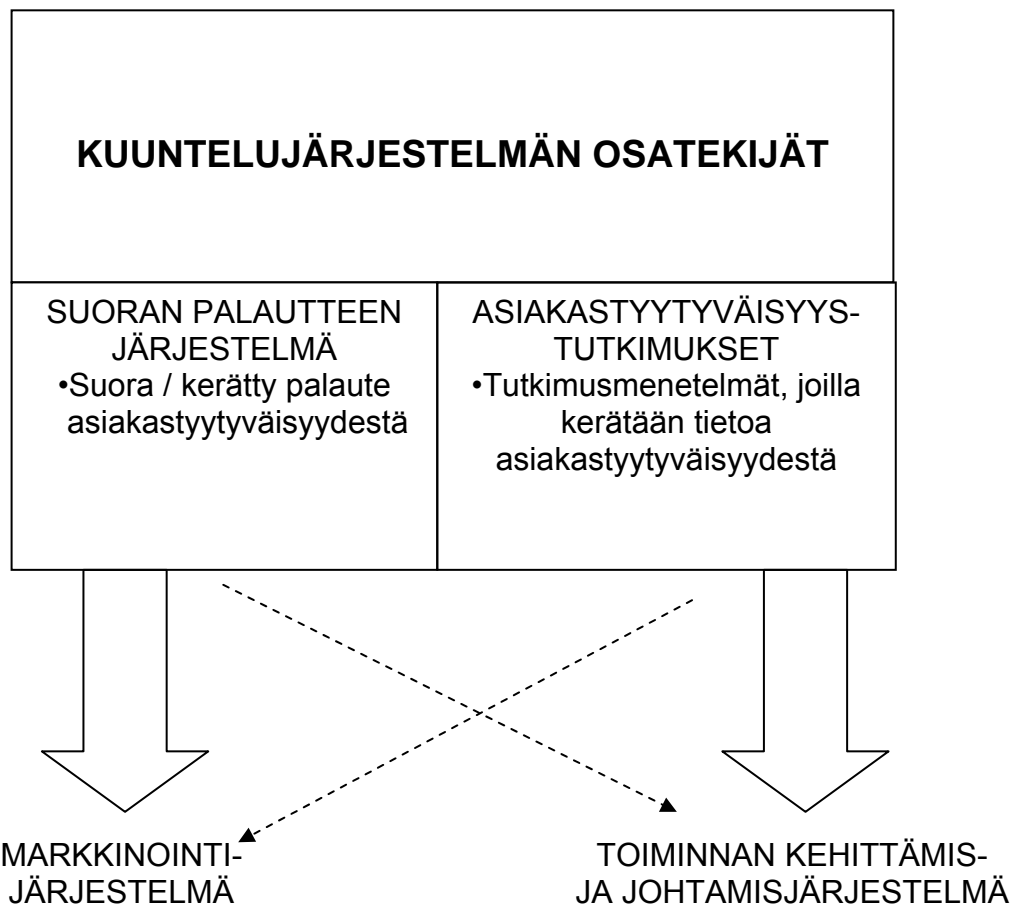 KUUNTELUJÄRJESTELMÄN OSATEKIJÄT
SUORAN PALAUTTEEN
JÄRJESTELMÄ
•Suora / kerätty palaute
asiakastyytyväisyydestä
ASIAKASTYYTYVÄISYYS-
TUTKIMUKSET
•Tutkimusmenetelmät, joilla
kerätään tietoa
asiakastyytyväisyydestä
MARKKINOINTI-
JÄRJESTELMÄ
TOIMINNAN KEHITTÄMIS-
JA JOHTAMISJÄRJESTELMÄ